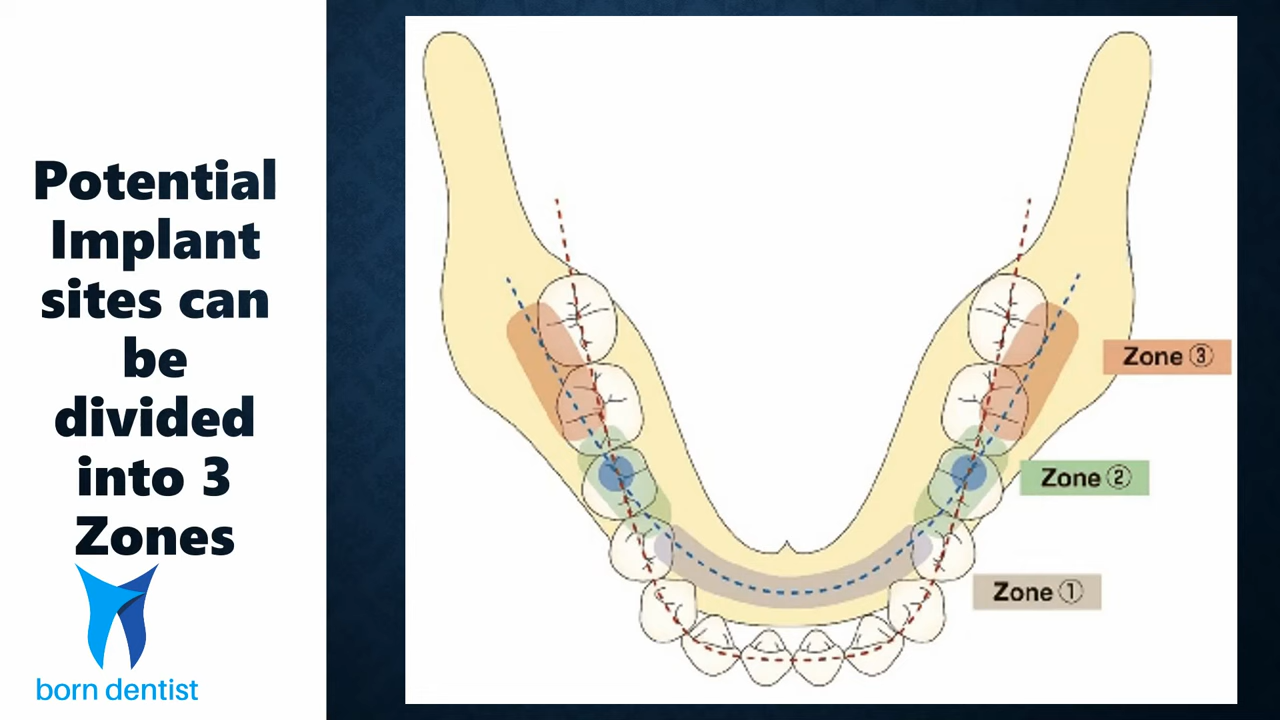 Potential
Implant
sites can
be
divided
into 3
Zones
born dentist
Zone ③
Zone ②
Zone ①